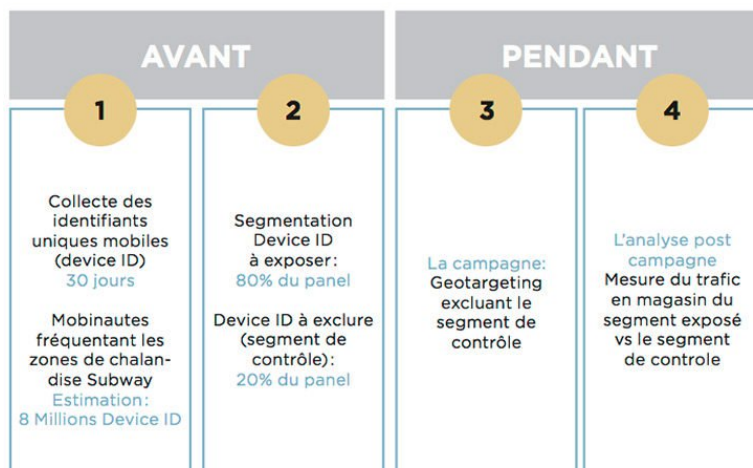 AVANT
PENDANT
1
Collecte des
identifiants
uniques mobiles
(device ID)
30 jours
Mobinautes
fréquentant les
zones de chalan-
dise Subway
Estimation:
8 Millions Device ID
2
Segmentation
Device ID
à exposer:
80% du panel
Device ID à exclure
(segment de
contrôle):
20% du panel
3
La campagne:
Geotargeting
excluant le
segment de
contrôle
4
L'analyse post
campagne
Mesure du trafic
en magasin du
segment exposé
vs le segment
de controle